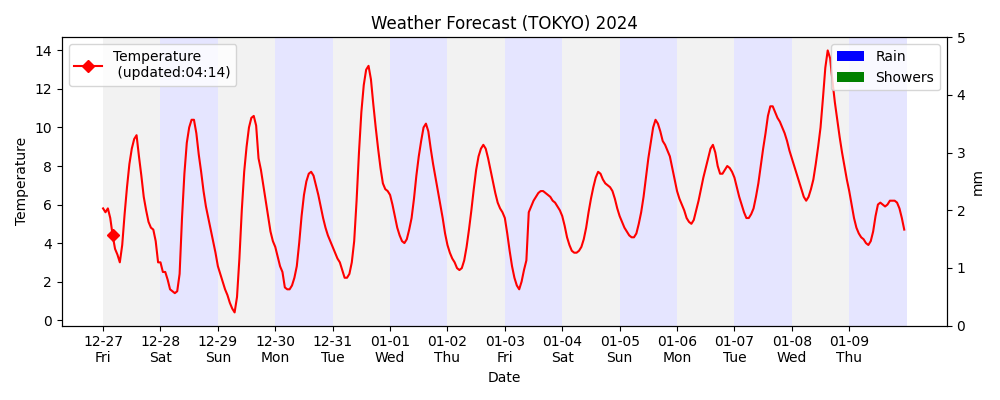 Weather Forecast (TOKYO) 2024
Temperature
(updated:04:14)
Rain
Showers
Temperature
14
12
10
8
6
4
2
0
5
4
3
2
1
0
mm
12-27 12-28 12-29 12-30 12-31 01-01 01-02 01-03 01-04 01-05 01-06 01-07 01-08 01-09
Fri Sat Sun Mon Tue Wed Thu Fri Sat Sun Mon Tue Wed Thu
Date